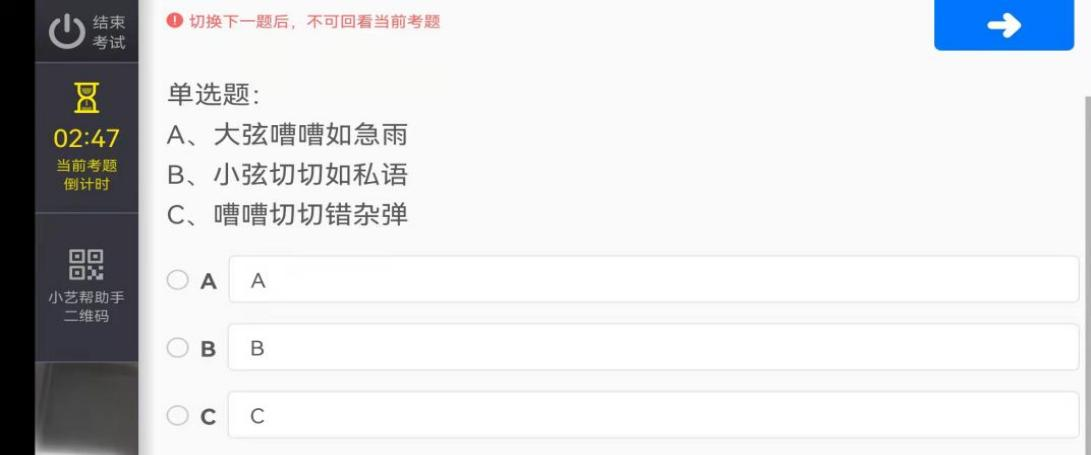 结束
考试
切换下一题后，不可回看当前考题
02:47
当前考题
倒计时
小艺帮助手
二维码
单选题：
A、大弦嘈嘈如急雨
B、小弦切切如私语
C、嘈嘈切切错杂弹
A A
B B
C C